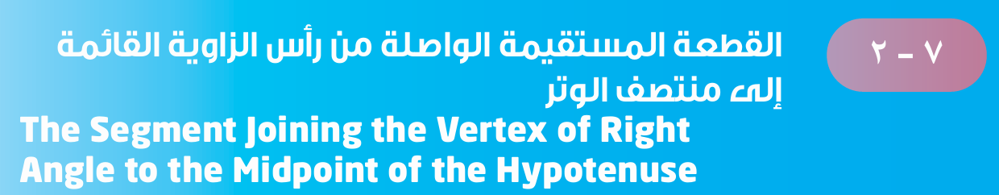 ٧ - ٢
القطعة المستقيمة الواصلة من رأس الزاوية القائمة
إلى منتصف الوتر
The Segment Joining the Vertex of Right
Angle to the Midpoint of the Hypotenuse